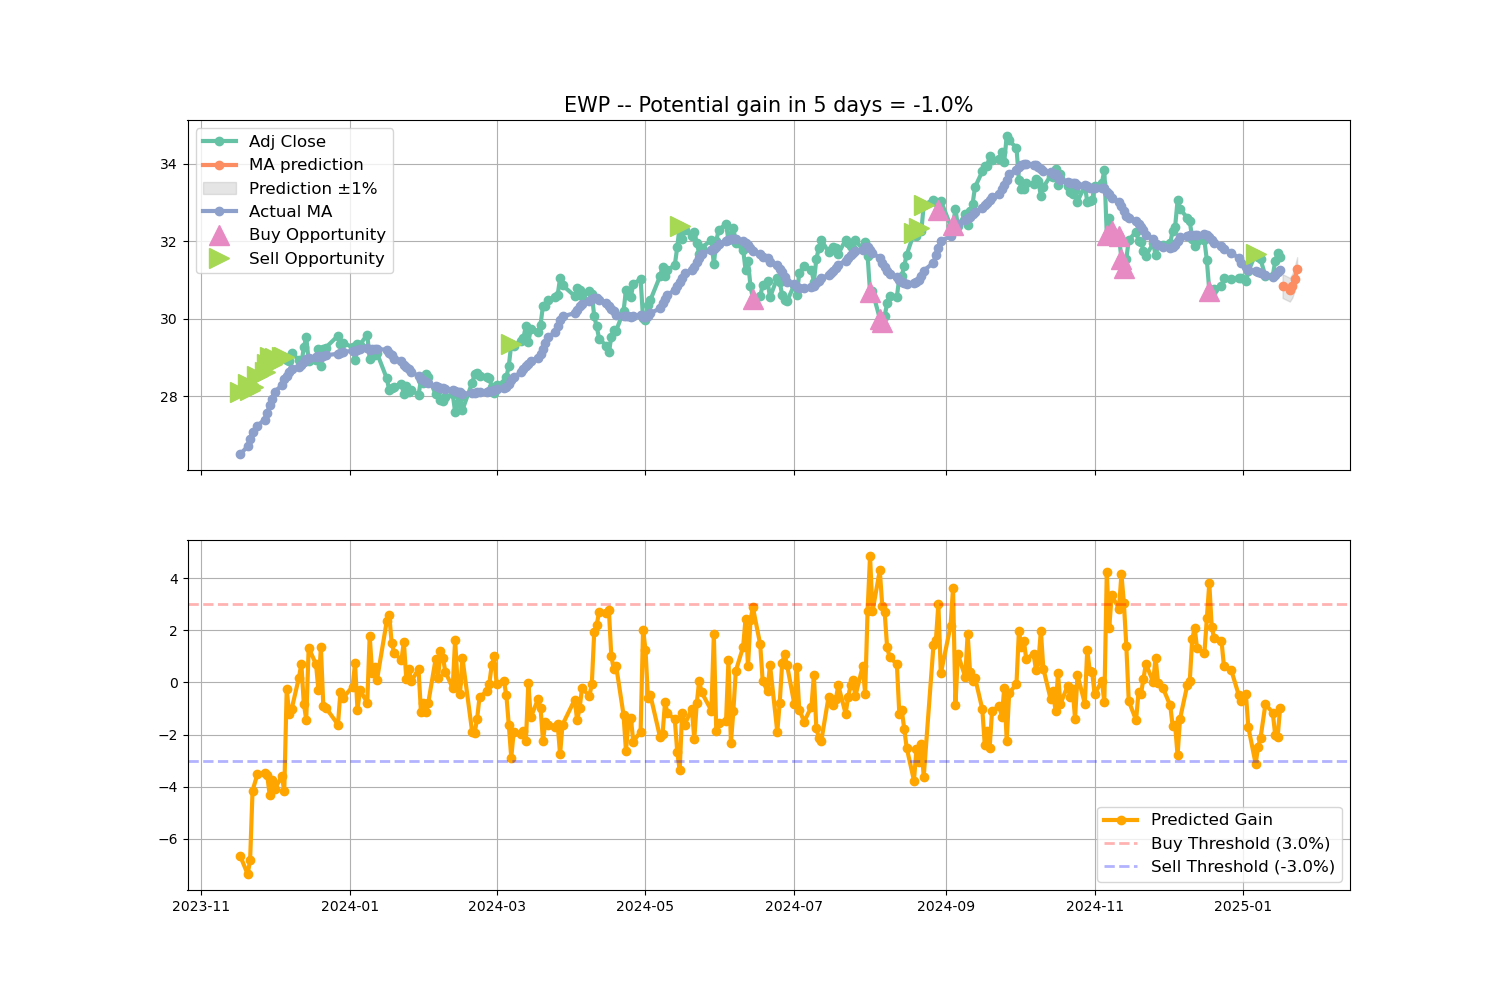 EWP -- Potential gain in 5 days = -1.0%
Adj Close
MA prediction
Prediction ±1%
Actual MA
Buy Opportunity
Sell Opportunity
34
32
30
28
4
2
0
−2
−4
−6
Predicted Gain
Buy Threshold (3.0%)
Sell Threshold (-3.0%)
2023-11 2024-01 2024-03 2024-05 2024-07 2024-09 2024-11 2025-01